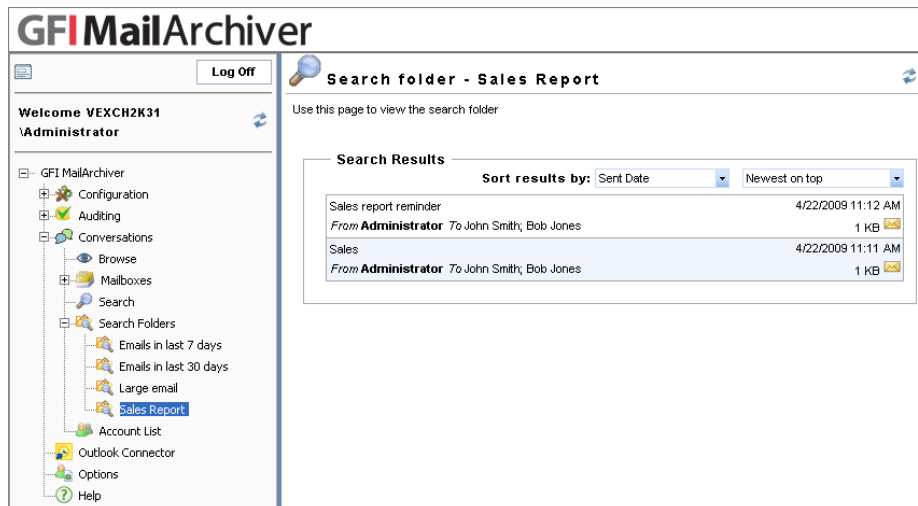 GFI MailArchiver
Log Off
Welcome VEXCH2K31
\Administrator
GFI MailArchiver
Configuration
Auditing
Conversations
Browse
Mailboxes
Search
Search Folders
Emails in last 7 days
Emails in last 30 days
Large email
Sales Report
Account List
Outlook Connector
Options
Help
Search folder - Sales Report
Use this page to view the search folder
Search Results
Sort results by: Sent Date Newest on top
Sales report reminder 4/22/2009 11:12 AM
From Administrator To John Smith; Bob Jones 1 KB
Sales 4/22/2009 11:11 AM
From Administrator To John Smith; Bob Jones 1 KB